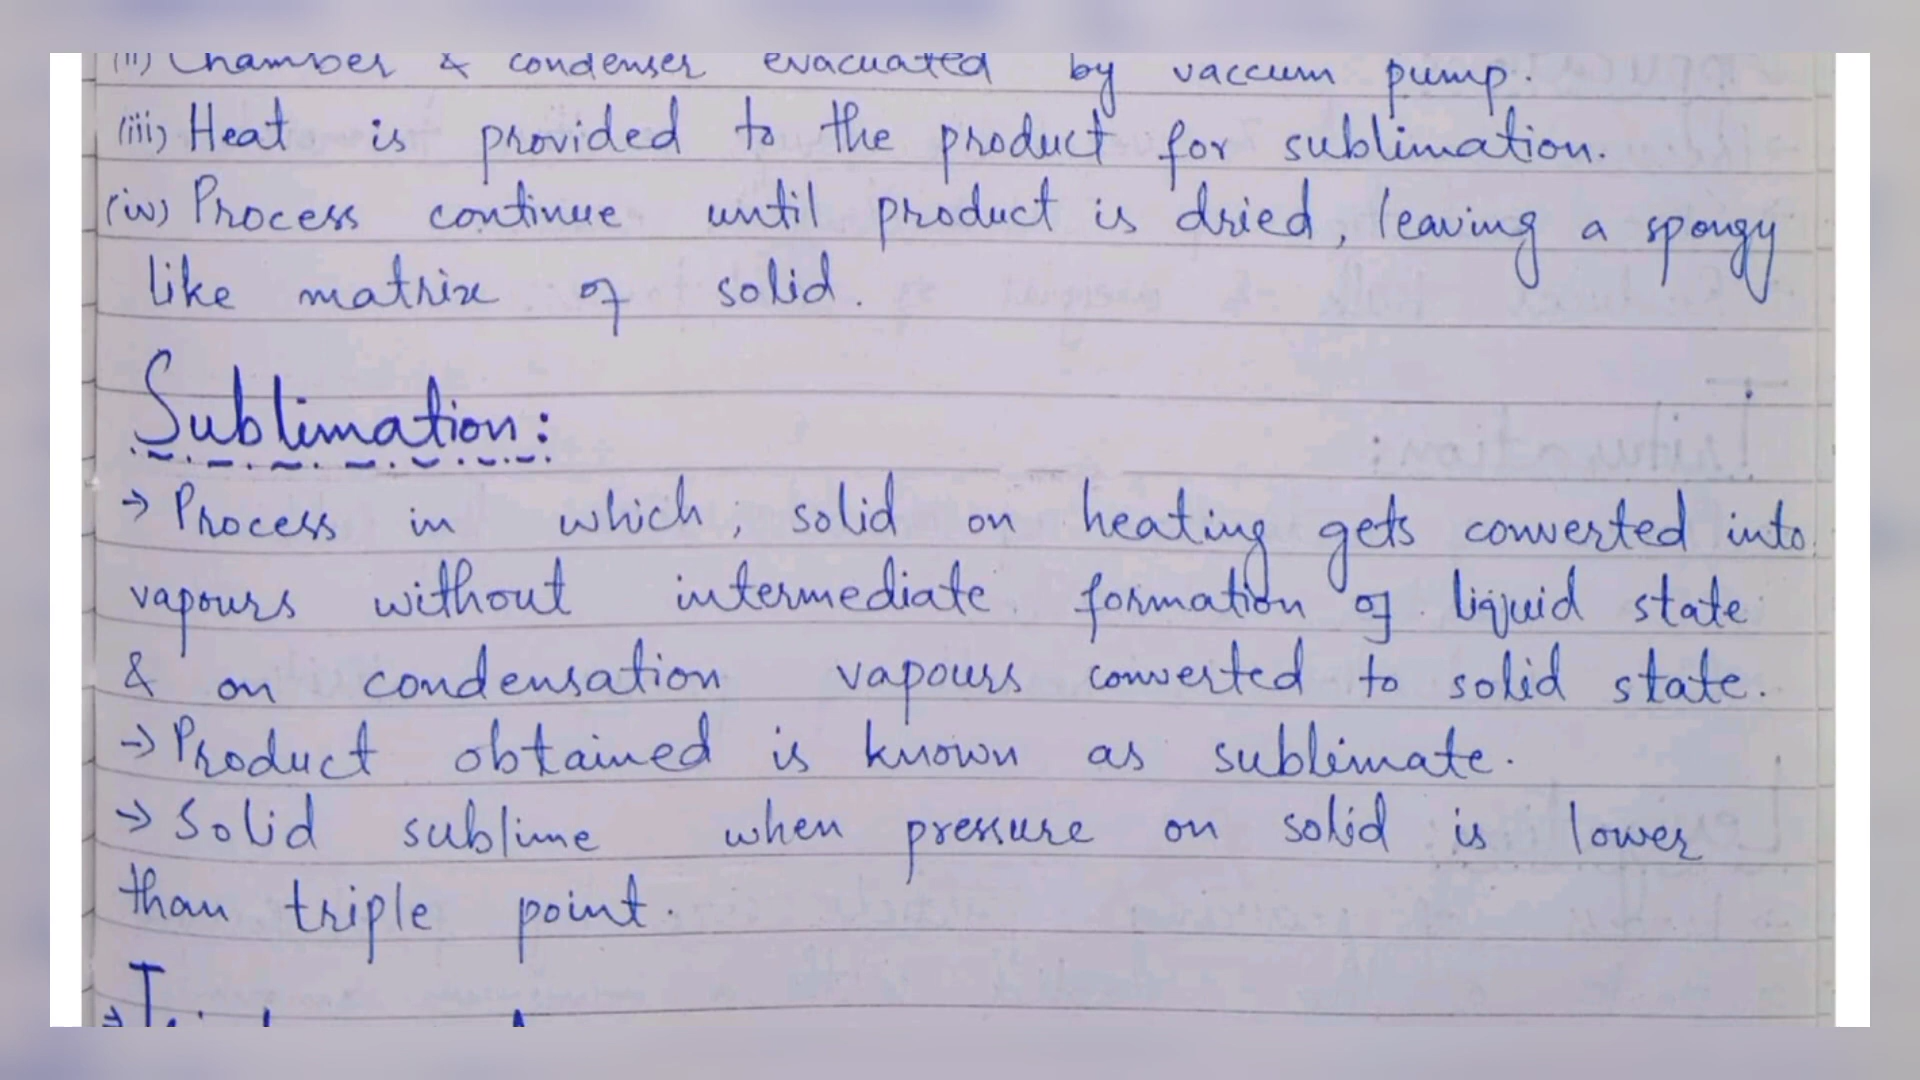 (ii) Chamber & condenser evacuated by vaccum pump.
(iii) Heat is provided to the product for sublimation.
(iv) Process continue until product is dried, leaving a spongy
like matrix of solid.
Sublimation:
→ Process in which, solid on heating gets converted into
vapours without intermediate formation of liquid state
& on condensation vapours converted to solid state.
→ Product obtained is known as sublimate.
→ Solid sublime when pressure on solid is lower
than triple point.